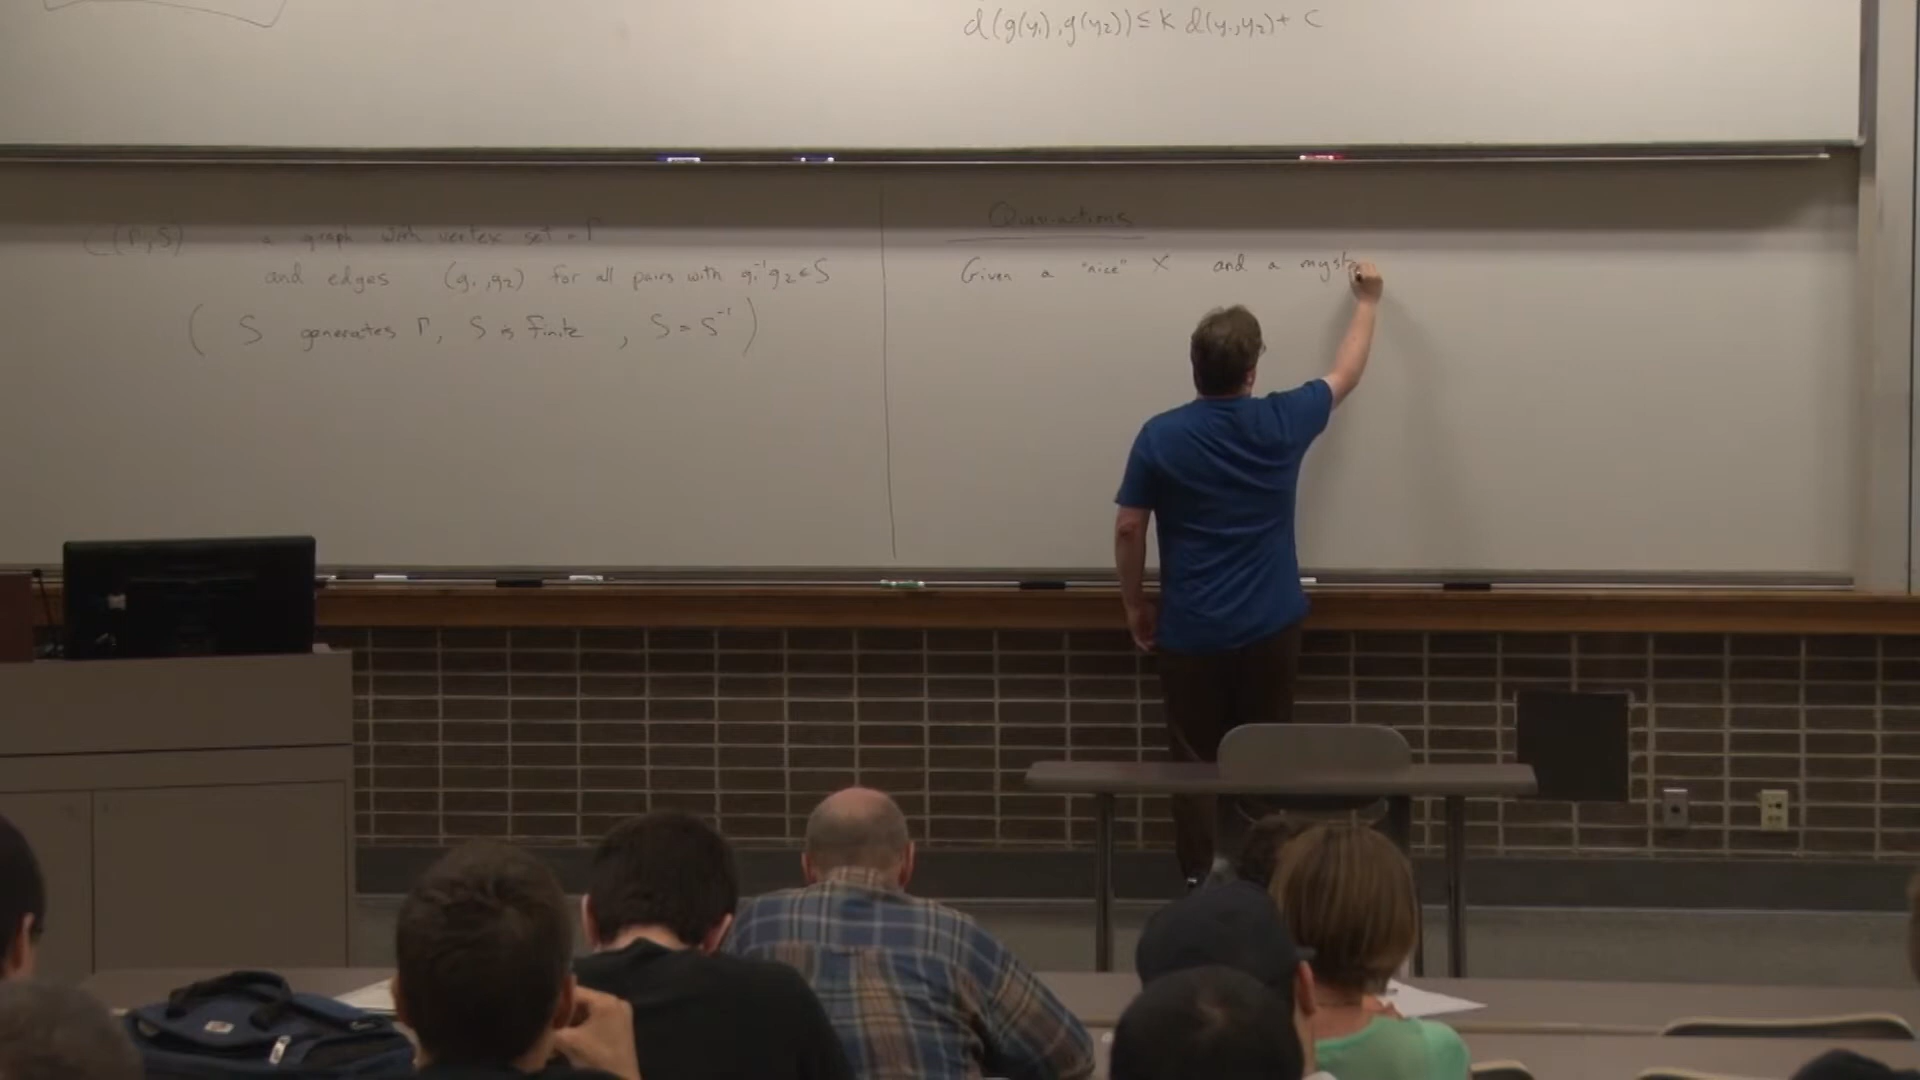 d(g(y₁),g(y₂)) ≤ K d(y₁,y₂)+ C
C(Γ,S) a graph with vertex set = Γ
and edges (g₁,g₂) for all pairs with g₁⁻¹g₂∈S
( S generates Γ, S is finite , S = S⁻¹ )
Quasi-actions
Given a "nice" X and a myste